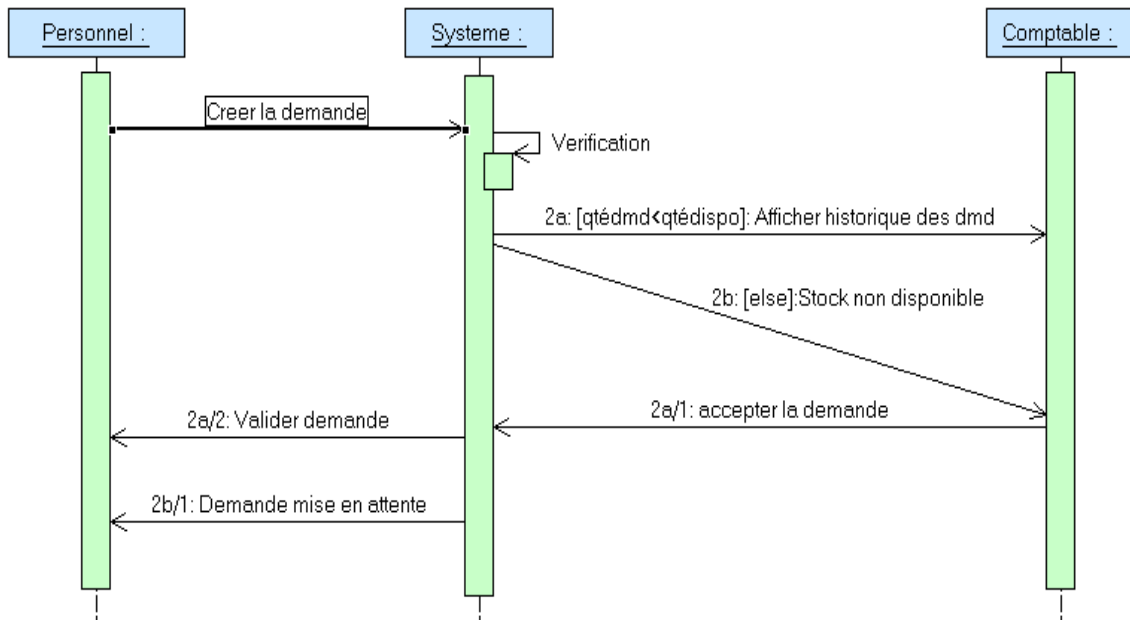 Personnel :
Systeme :
Comptable :
Creer la demande
Verification
2a: [qtédmd<qtédispo]: Afficher historique des dmd
2b: [else]:Stock non disponible
2a/1: accepter la demande
2a/2: Valider demande
2b/1: Demande mise en attente